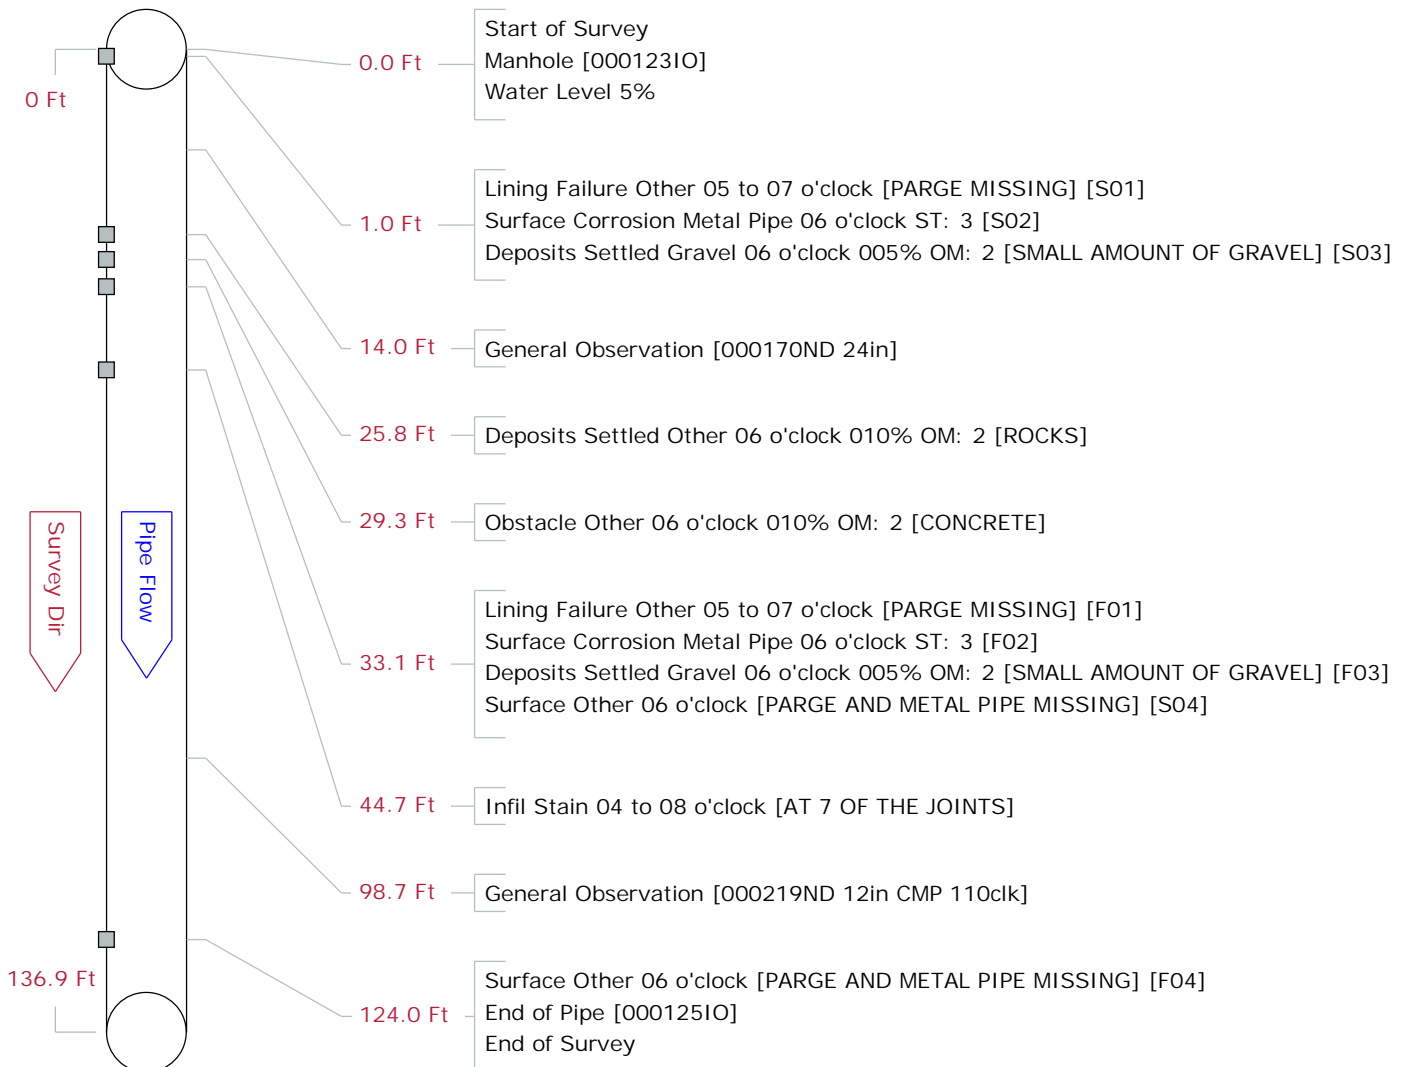 0 Ft
0.0 Ft
Start of Survey
Manhole [000123IO]
Water Level 5%
1.0 Ft
Lining Failure Other 05 to 07 o'clock [PARGE MISSING] [S01]
Surface Corrosion Metal Pipe 06 o'clock ST: 3 [S02]
Deposits Settled Gravel 06 o'clock 005% OM: 2 [SMALL AMOUNT OF GRAVEL] [S03]
14.0 Ft
General Observation [000170ND 24in]
25.8 Ft
Deposits Settled Other 06 o'clock 010% OM: 2 [ROCKS]
29.3 Ft
Obstacle Other 06 o'clock 010% OM: 2 [CONCRETE]
Survey Dir
Pipe Flow
33.1 Ft
Lining Failure Other 05 to 07 o'clock [PARGE MISSING] [F01]
Surface Corrosion Metal Pipe 06 o'clock ST: 3 [F02]
Deposits Settled Gravel 06 o'clock 005% OM: 2 [SMALL AMOUNT OF GRAVEL] [F03]
Surface Other 06 o'clock [PARGE AND METAL PIPE MISSING] [S04]
44.7 Ft
Infil Stain 04 to 08 o'clock [AT 7 OF THE JOINTS]
98.7 Ft
General Observation [000219ND 12in CMP 110clk]
136.9 Ft
124.0 Ft
Surface Other 06 o'clock [PARGE AND METAL PIPE MISSING] [F04]
End of Pipe [000125IO]
End of Survey